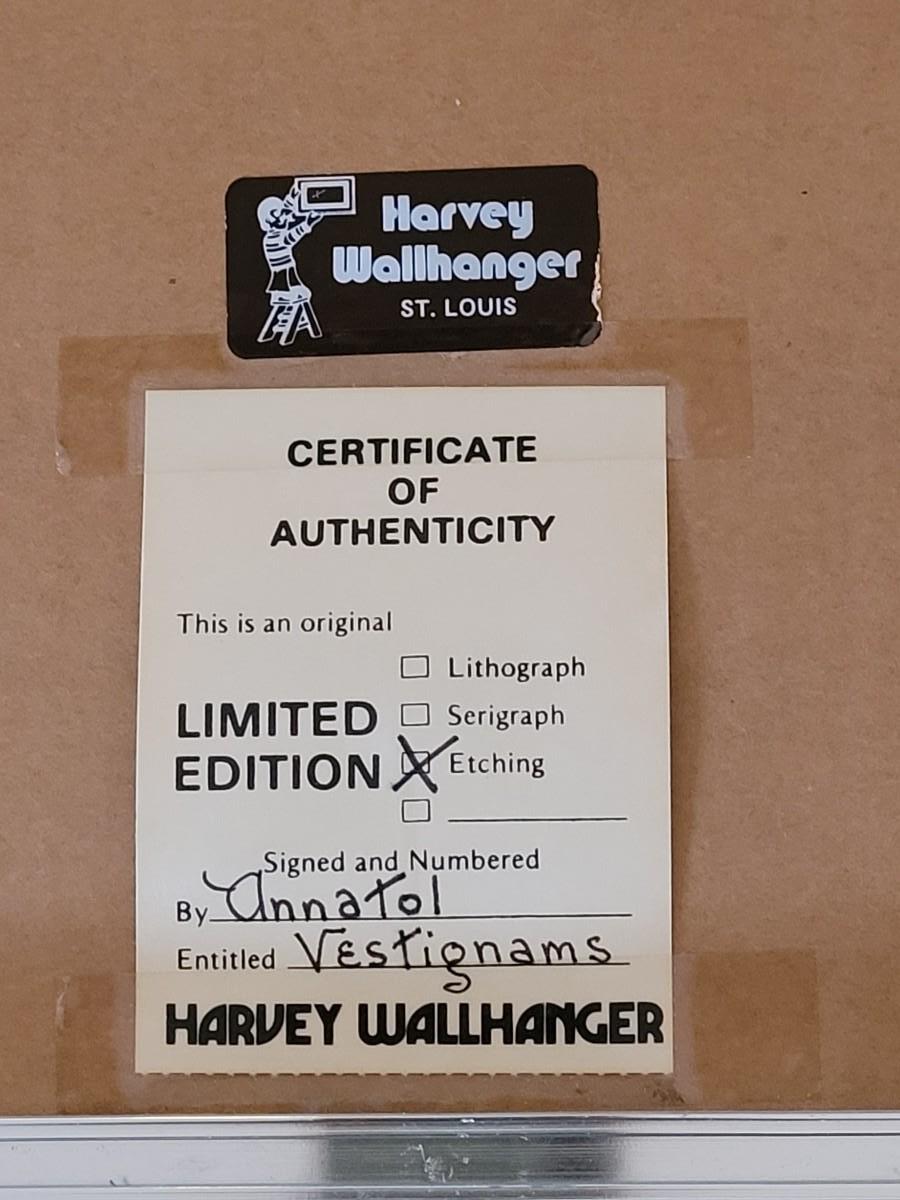 Harvey
Wallhanger
ST. LOUIS
CERTIFICATE
OF
AUTHENTICITY
This is an original
Lithograph
LIMITED Serigraph
EDITION Etching
Signed and Numbered
By Annatol
Entitled Vestignams
HARVEY WALLHANGER